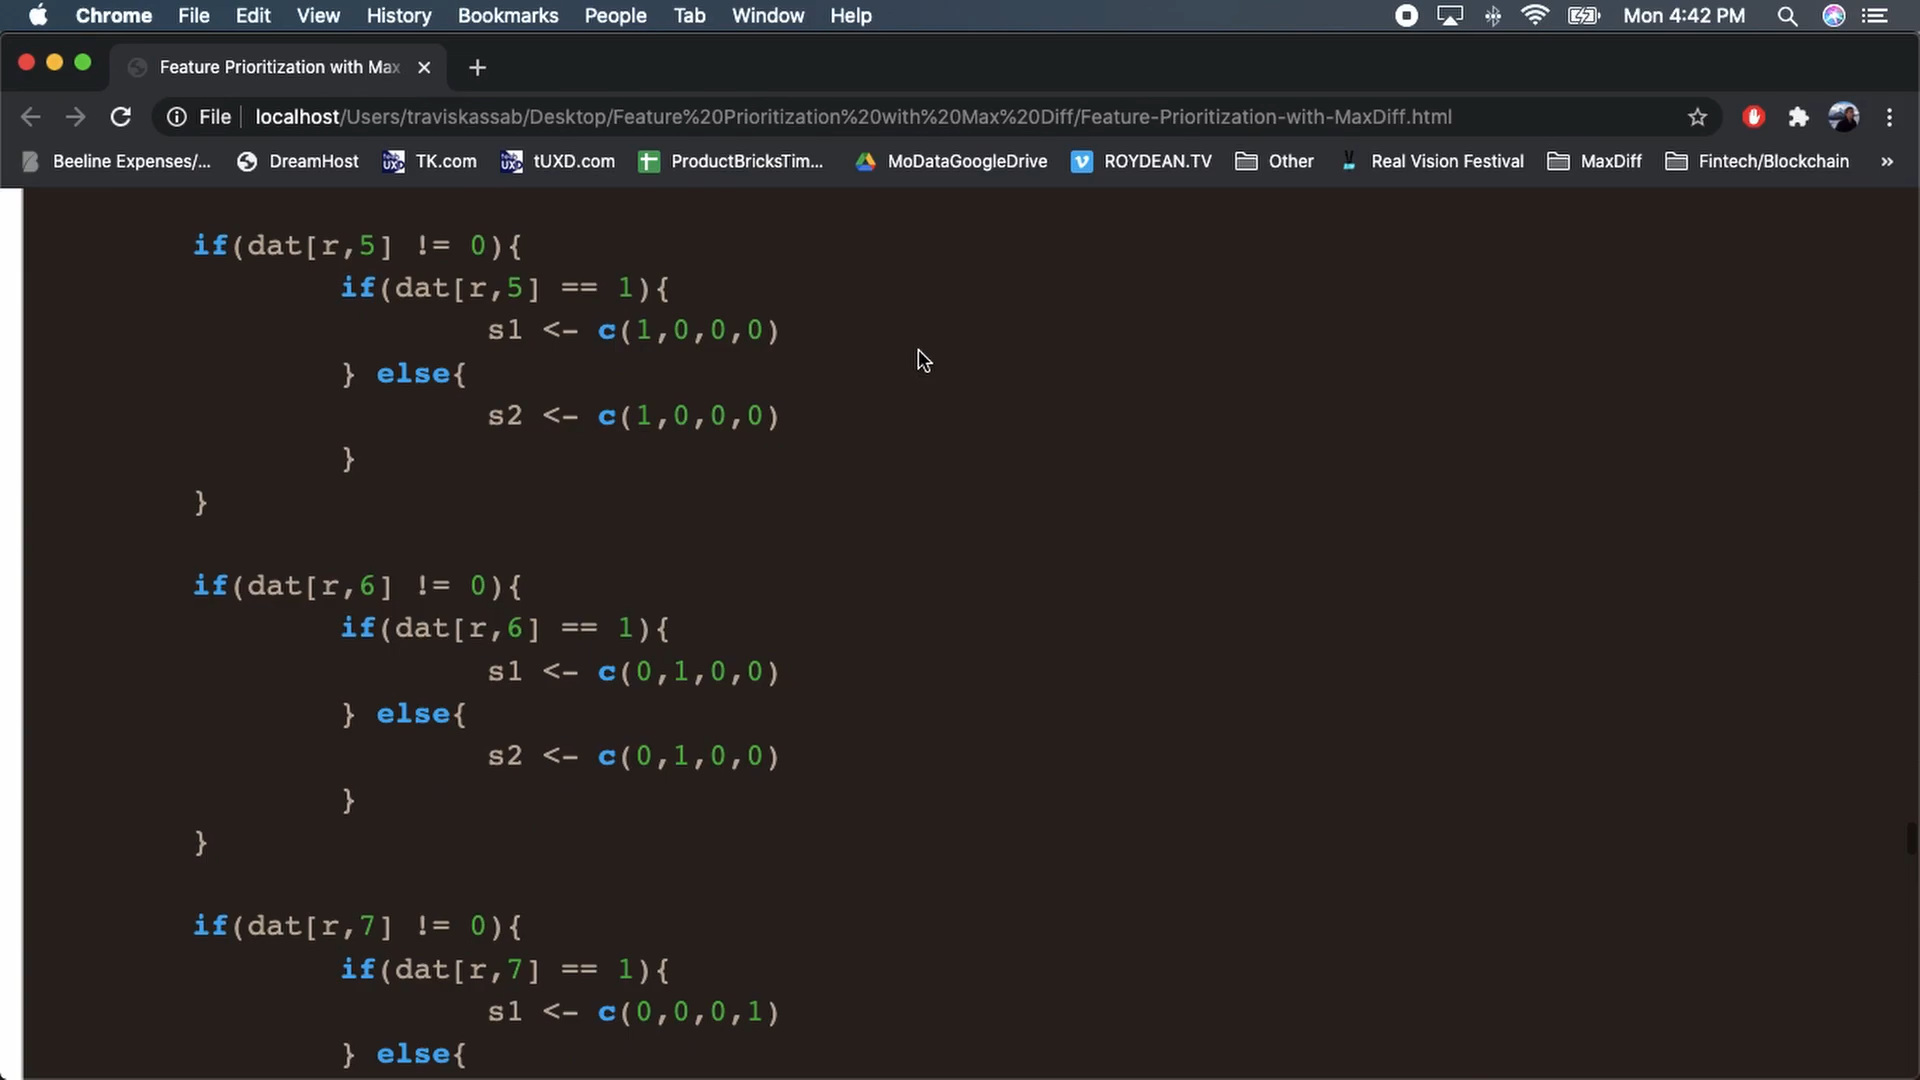 Chrome File Edit View History Bookmarks People Tab Window Help Mon 4:42 PM
Feature Prioritization with Max
File localhost/Users/traviskassab/Desktop/Feature%20Prioritization%20with%20Max%20Diff/Feature-Prioritization-with-MaxDiff.html
Beeline Expenses/... DreamHost TK.com tUXD.com ProductBricksTim... MoDataGoogleDrive ROYDEAN.TV Other Real Vision Festival MaxDiff Fintech/Blockchain »
if(dat[r,5] != 0){
if(dat[r,5] == 1){
s1 <- c(1,0,0,0)
} else{
s2 <- c(1,0,0,0)
}
}
if(dat[r,6] != 0){
if(dat[r,6] == 1){
s1 <- c(0,1,0,0)
} else{
s2 <- c(0,1,0,0)
}
}
if(dat[r,7] != 0){
if(dat[r,7] == 1){
s1 <- c(0,0,0,1)
} else{